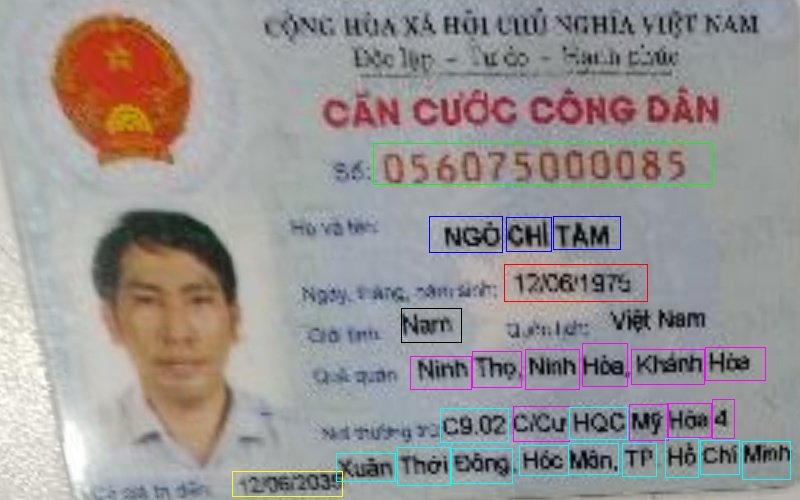 CỘNG HÒA XÃ HỘI CHỦ NGHĨA VIỆT NAM
Độc lập - Tự do - Hạnh phúc
CĂN CƯỚC CÔNG DÂN
Số: 056075000085
Họ và tên: NGÔ CHÍ TÂM
Ngày, tháng, năm sinh: 12/06/1975
Giới tính: Nam Quốc tịch: Việt Nam
Quê quán: Ninh Thọ, Ninh Hòa, Khánh Hòa
Nơi thường trú: C9.02 C/Cư HQC Mỹ Hòa 4
Xuân Thới Đông, Hóc Môn, TP. Hồ Chí Minh
Có giá trị đến: 12/06/2035